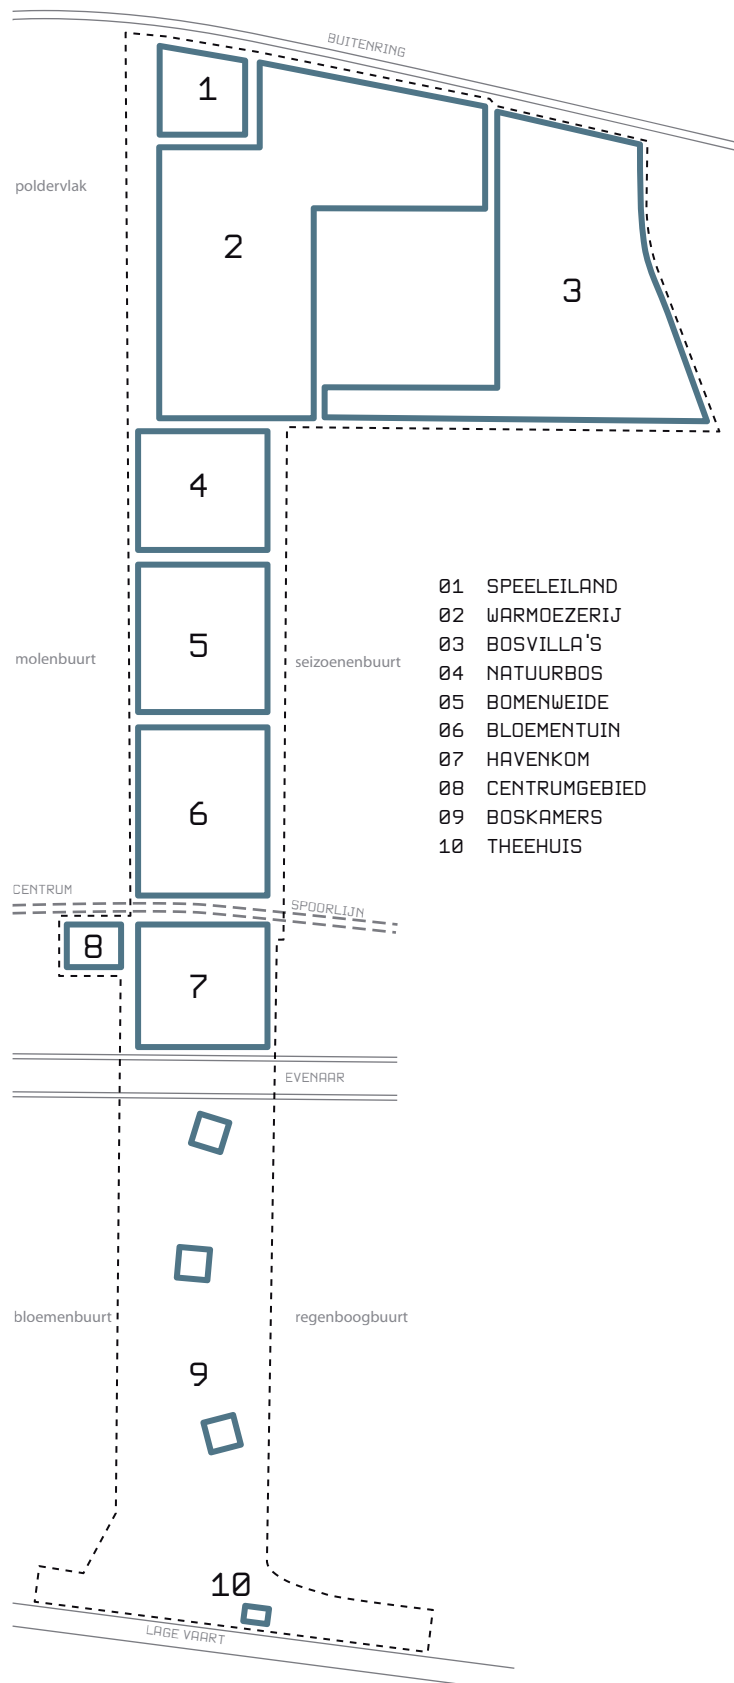 BUITENRING
1
poldervlak
2
3
4
01 SPEELEILAND
02 WARMOEZERIJ
03 BOSVILLA'S
04 NATUURBOS
05 BOMENWEIDE
06 BLOEMENTUIN
07 HAVENKOM
08 CENTRUMGEBIED
09 BOSKAMERS
10 THEEHUIS
5
molenbuurt
seizoenenbuurt
6
CENTRUM
SPOORLIJN
8
7
EVENAAR
bloemenbuurt
regenboogbuurt
9
10
LAGE VAART